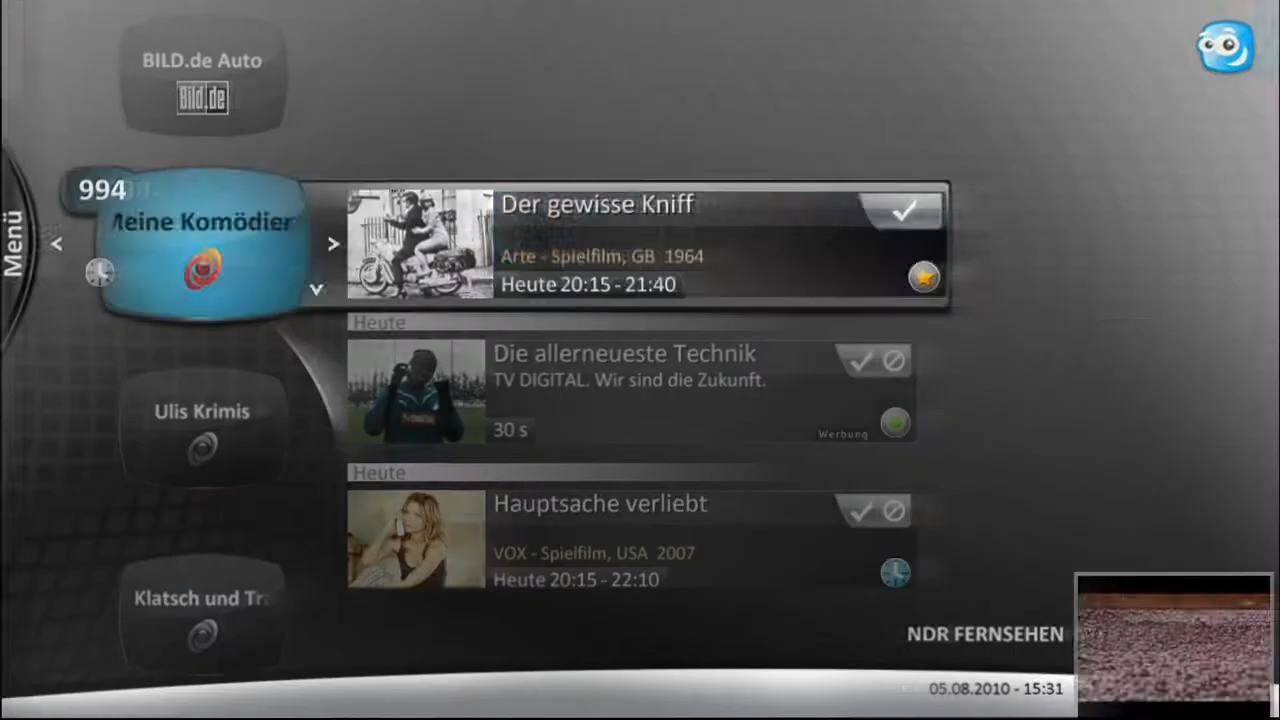 BILD.de Auto
Bild.de
994
Menü
Meine Komödien
Der gewisse Kniff
Arte - Spielfilm, GB 1964
Heute 20:15 - 21:40
Heute
Die allerneueste Technik
TV DIGITAL. Wir sind die Zukunft.
30 s
Werbung
Ulis Krimis
Heute
Hauptsache verliebt
VOX - Spielfilm, USA 2007
Heute 20:15 - 22:10
Klatsch und Tr
NDR FERNSEHEN
05.08.2010 - 15:31